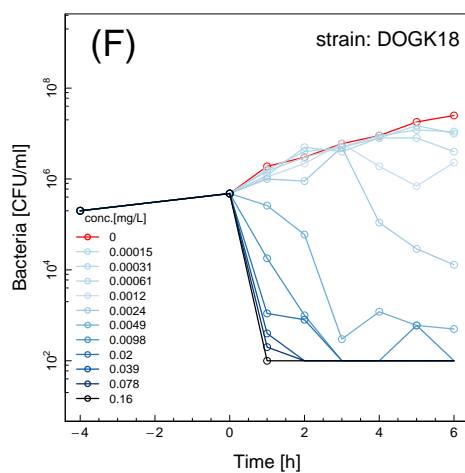 (F)
strain: DOGK18
Bacteria [CFU/ml]
10^8
10^6
10^4
10^2
conc.[mg/L]
0
0.00015
0.00031
0.00061
0.0012
0.0024
0.0049
0.0098
0.02
0.039
0.078
0.16
−4 −2 0 2 4 6
Time [h]